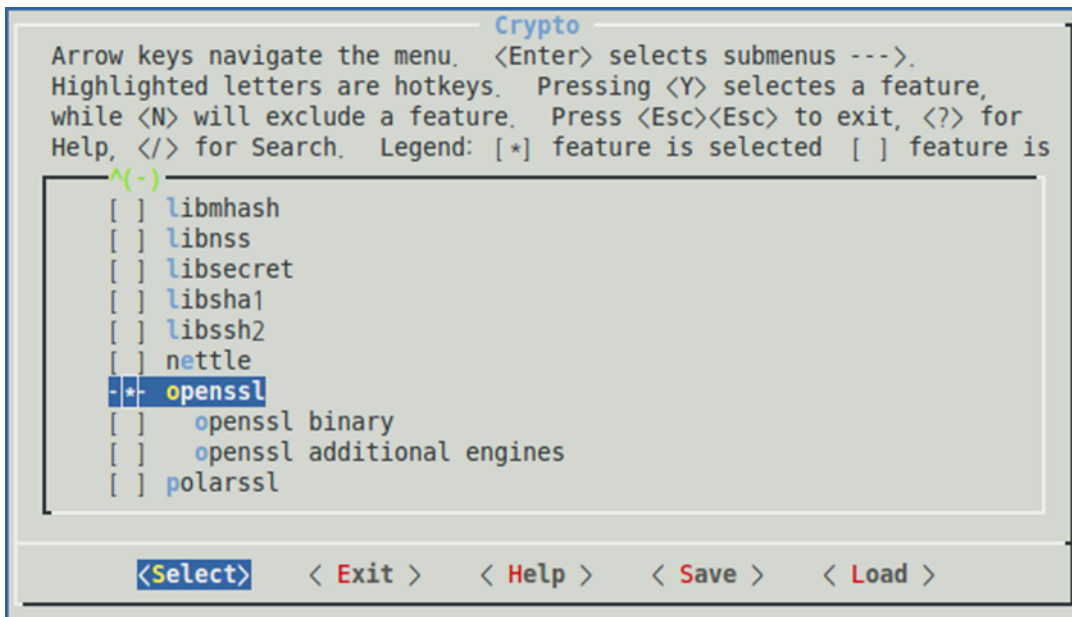 Crypto
Arrow keys navigate the menu. <Enter> selects submenus --->.
Highlighted letters are hotkeys. Pressing <Y> selectes a feature,
while <N> will exclude a feature. Press <Esc><Esc> to exit, <?> for
Help, </> for Search. Legend: [*] feature is selected [ ] feature is
^(-)
[ ] libmhash
[ ] libnss
[ ] libsecret
[ ] libsha1
[ ] libssh2
[ ] nettle
-*- openssl
[ ] openssl binary
[ ] openssl additional engines
[ ] polarssl
<Select> < Exit > < Help > < Save > < Load >